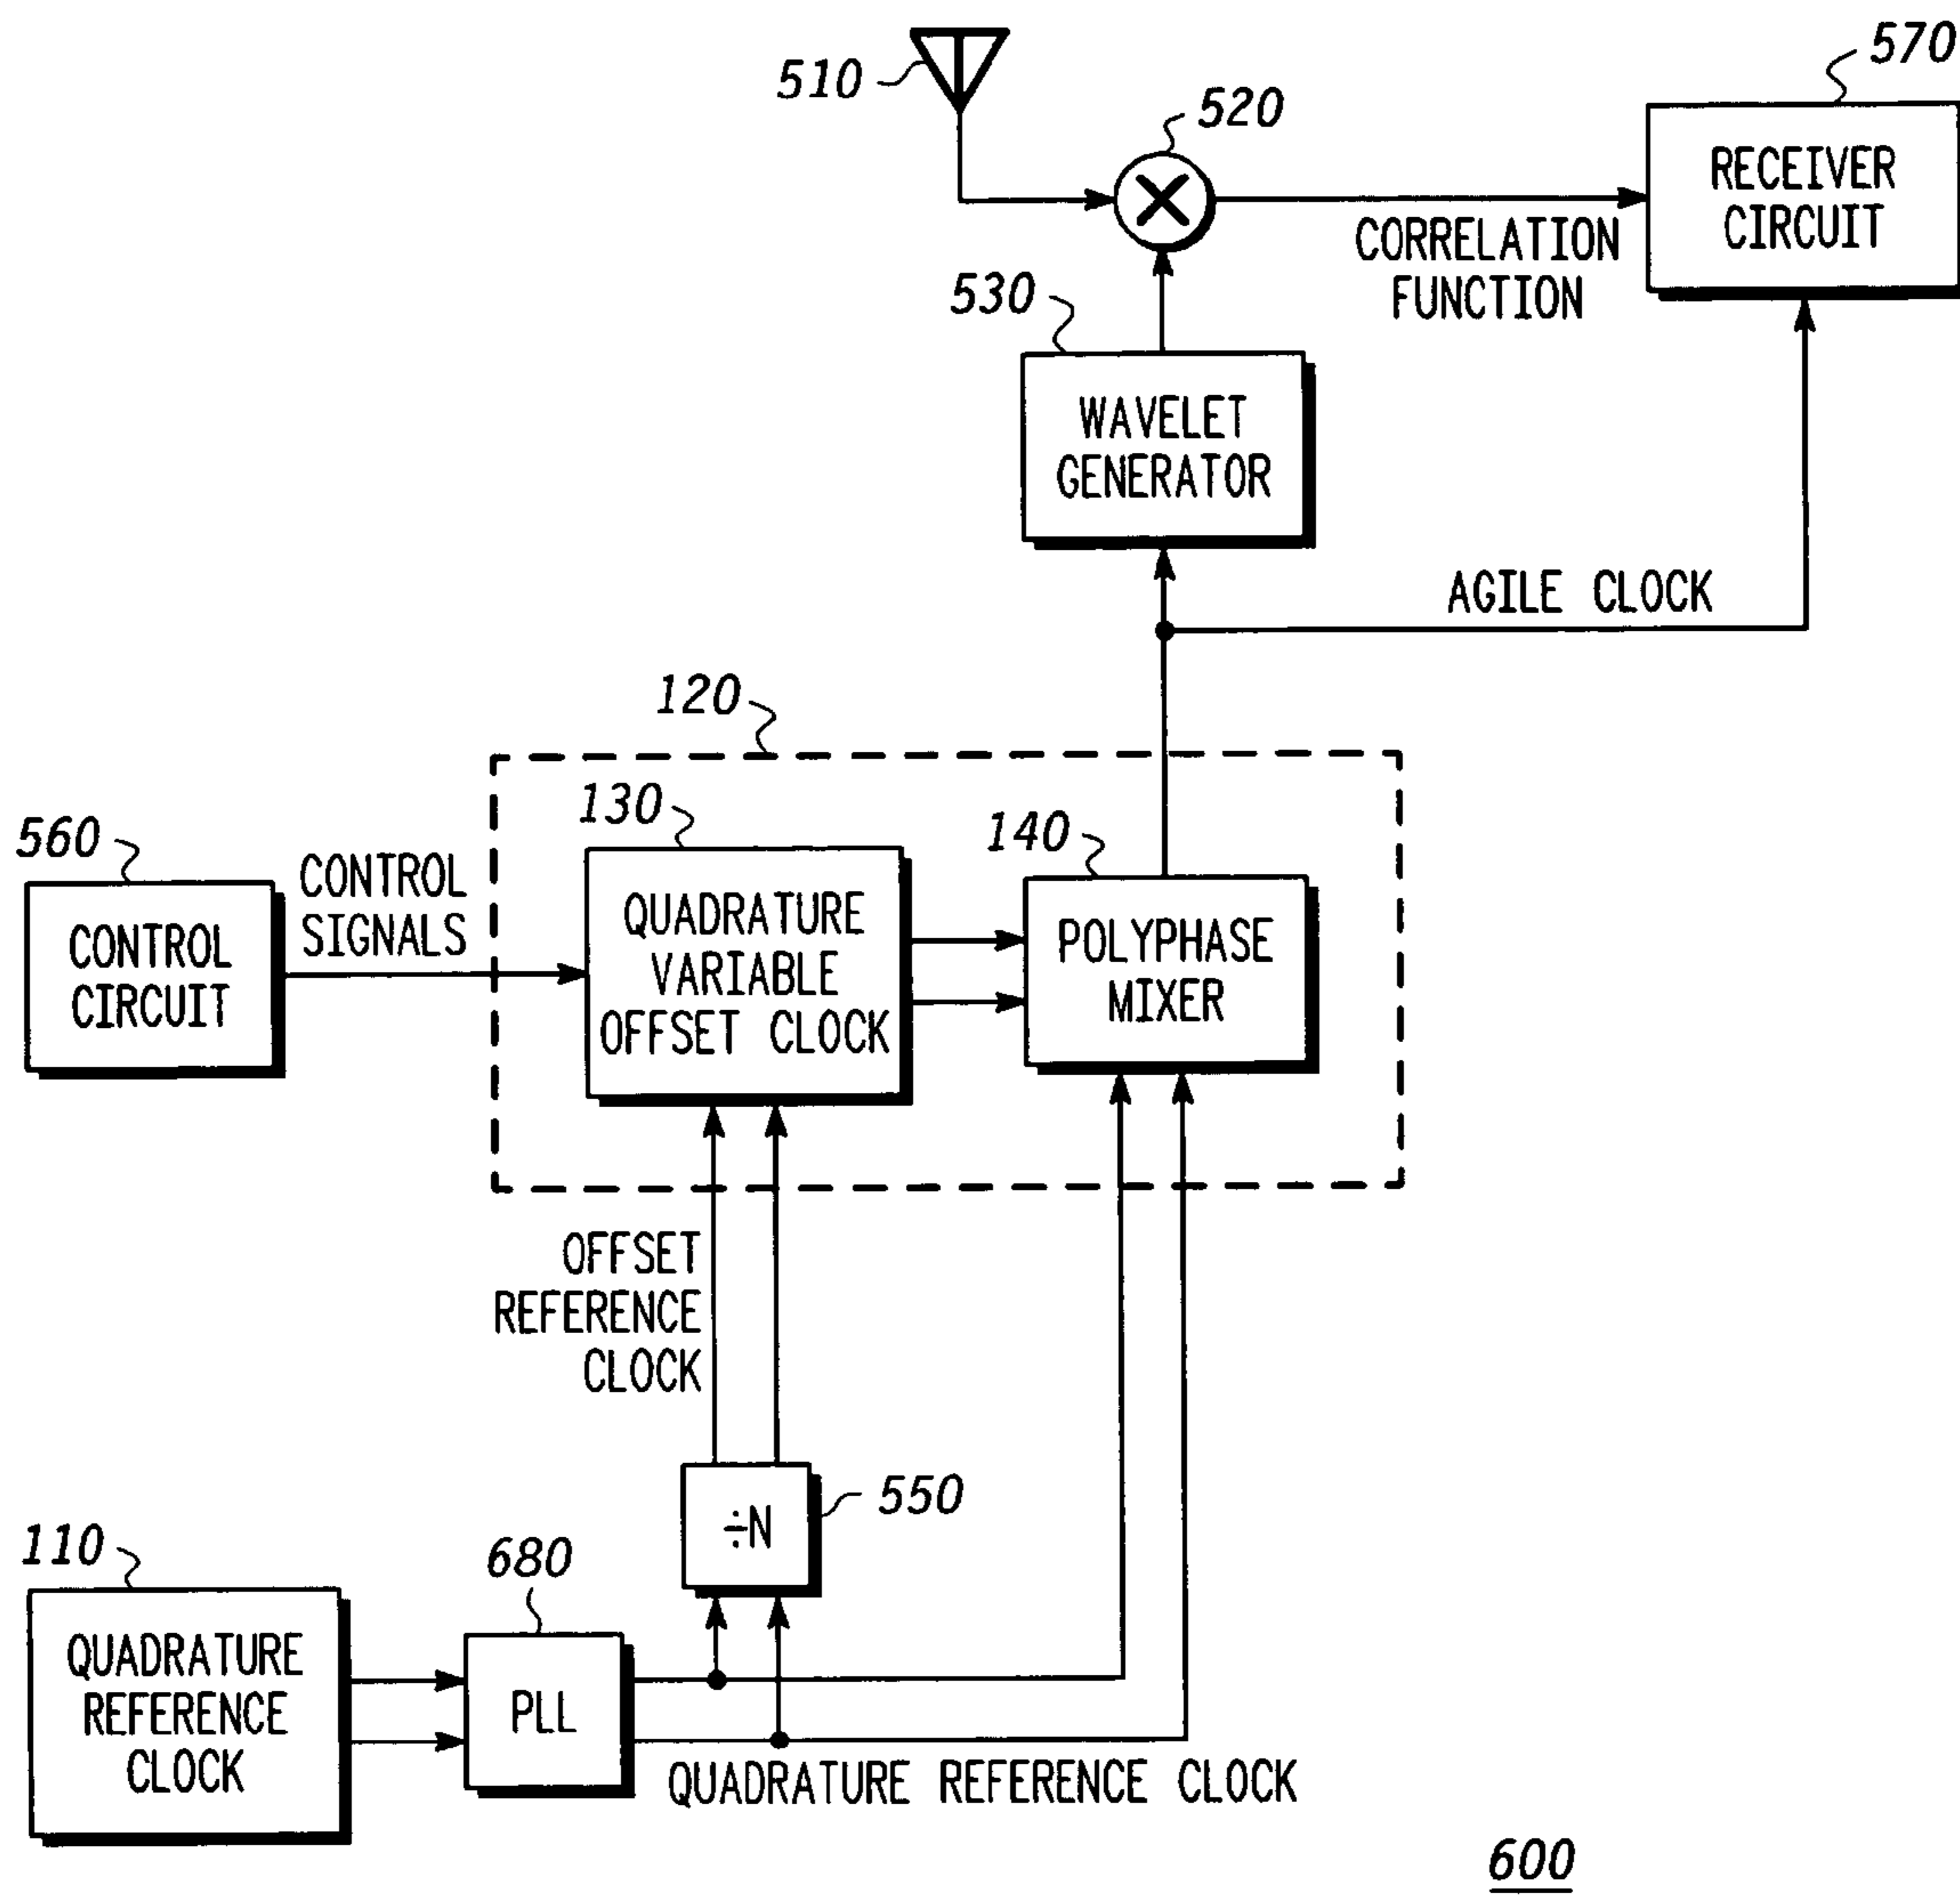 570
510
520
RECEIVER
CIRCUIT
CORRELATION
FUNCTION
530
WAVELET
GENERATOR
AGILE CLOCK
120
130
140
560
CONTROL
SIGNALS
CONTROL
CIRCUIT
QUADRATURE
VARIABLE
OFFSET CLOCK
POLYPHASE
MIXER
OFFSET
REFERENCE
CLOCK
÷N
550
110
680
QUADRATURE
REFERENCE
CLOCK
PLL
QUADRATURE REFERENCE CLOCK
600